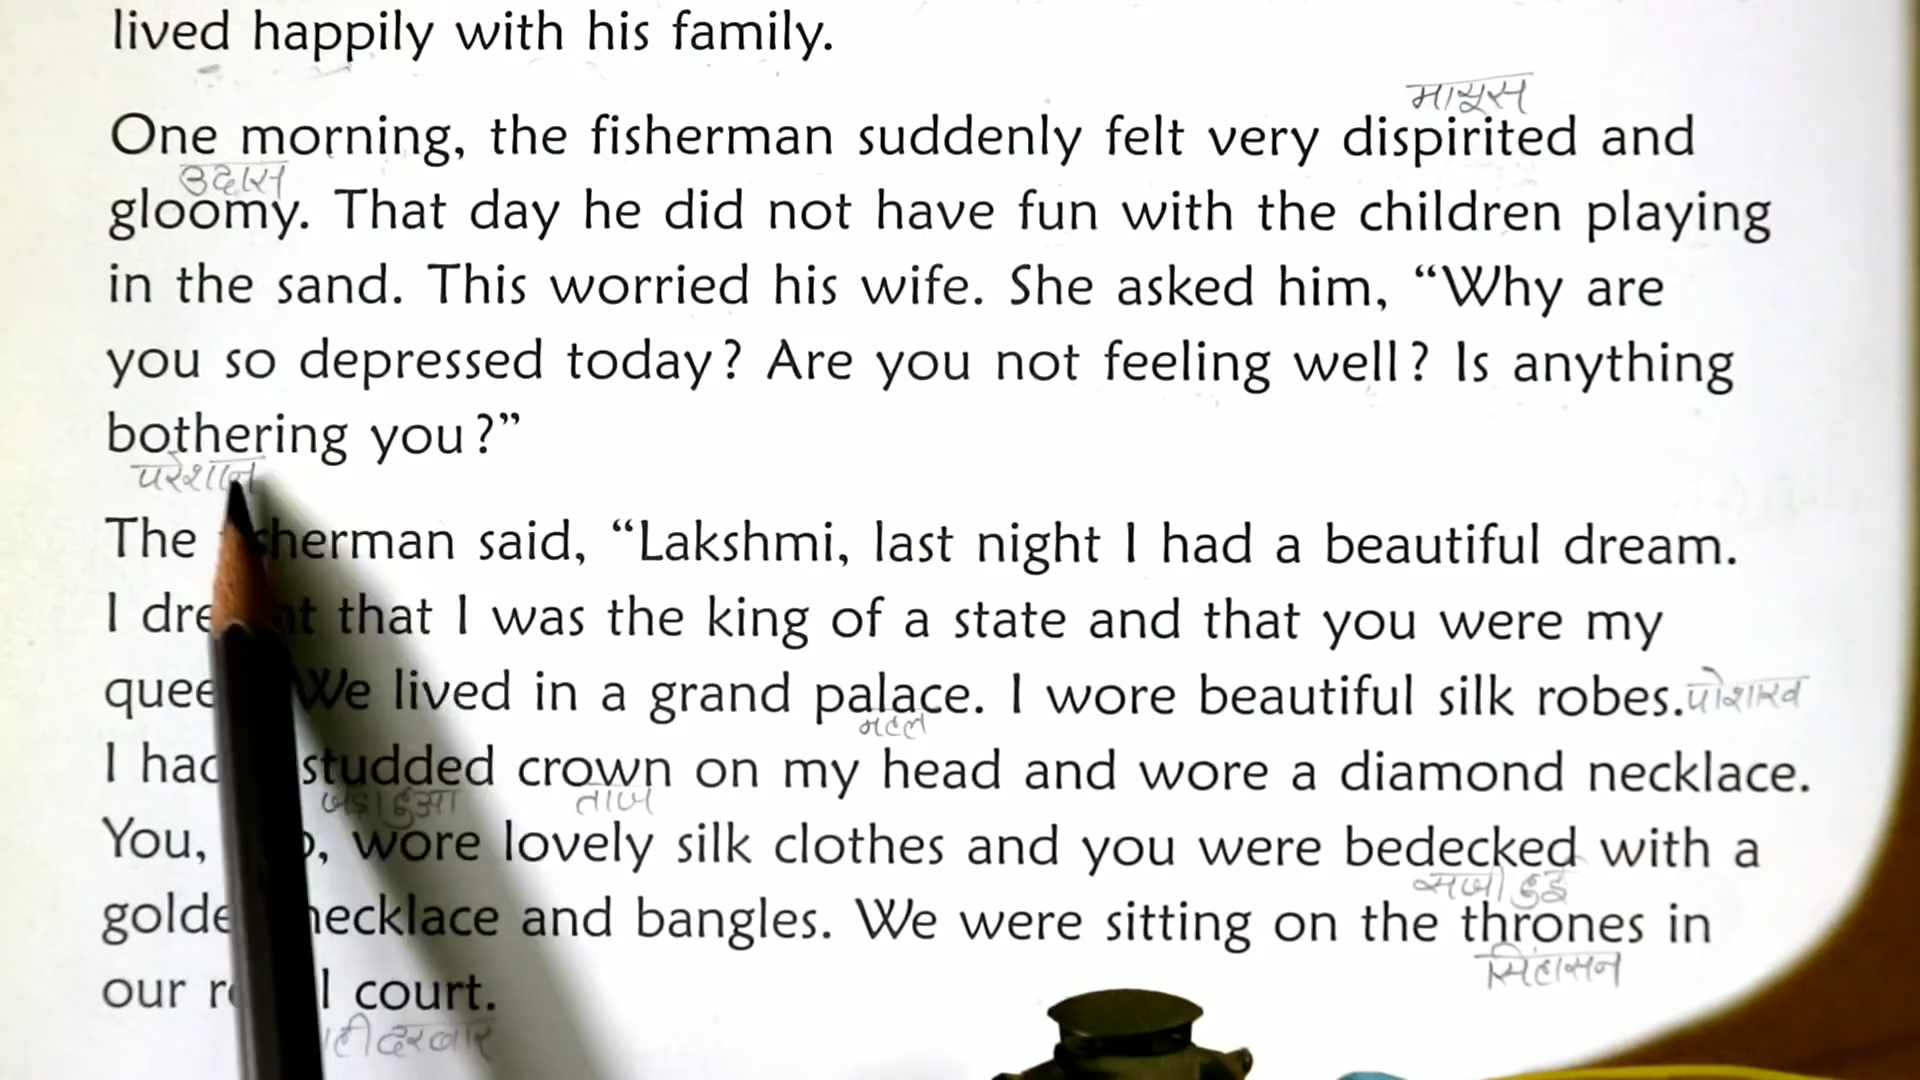 lived happily with his family.
मायूस
One morning, the fisherman suddenly felt very dispirited and
उदास
gloomy. That day he did not have fun with the children playing
in the sand. This worried his wife. She asked him, “Why are
you so depressed today? Are you not feeling well? Is anything
bothering you?”
परेशान
The herman said, “Lakshmi, last night I had a beautiful dream.
I dre t that I was the king of a state and that you were my
quee We lived in a grand palace. I wore beautiful silk robes. पोशाख
महल
I had studded crown on my head and wore a diamond necklace.
जड़ा हुआ ताज
You, wore lovely silk clothes and you were bedecked with a
सजी हुई
golde necklace and bangles. We were sitting on the thrones in
सिंहासन
our r l court.
ही दरबार